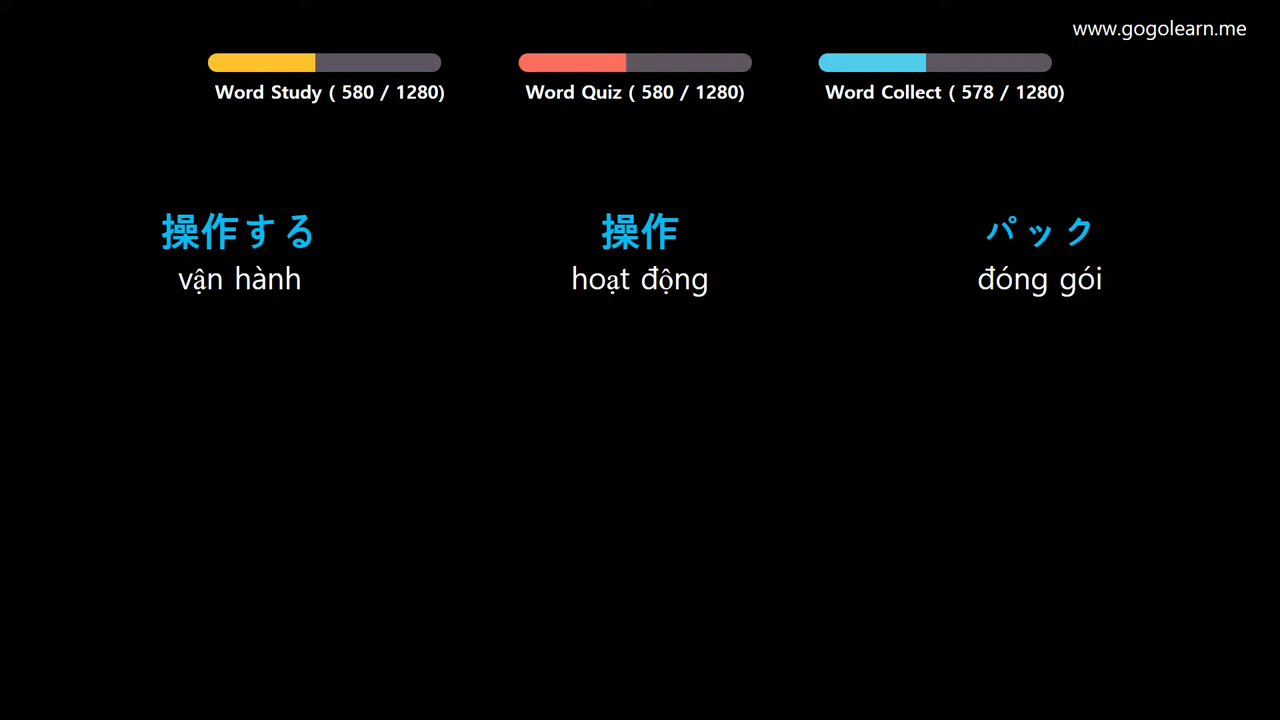 www.gogolearn.me
Word Study ( 580 / 1280)
Word Quiz ( 580 / 1280)
Word Collect ( 578 / 1280)
操作する
vận hành
操作
hoạt động
パック
đóng gói